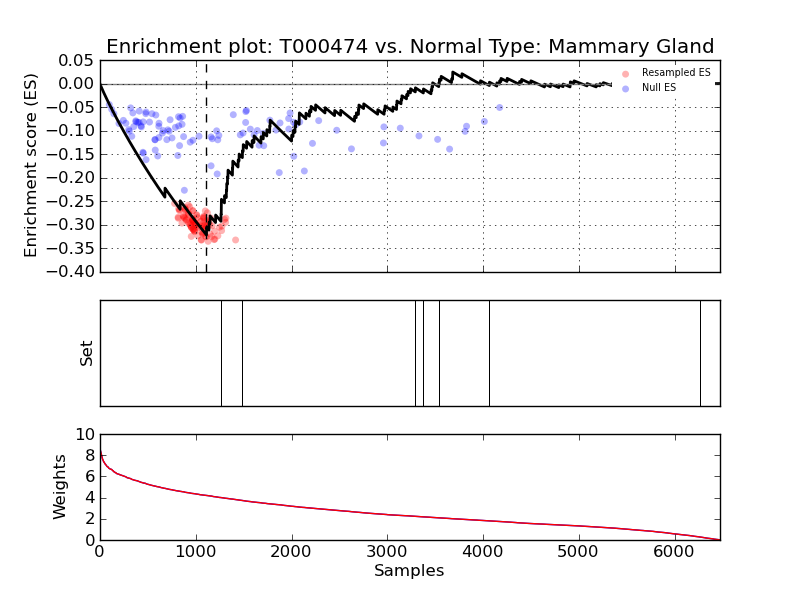 Enrichment plot: T000474 vs. Normal Type: Mammary Gland
Enrichment score (ES)
0.05
0.00
−0.05
−0.10
−0.15
−0.20
−0.25
−0.30
−0.35
−0.40
Resampled ES
Null ES
Set
Weights
10
8
6
4
2
0
0 1000 2000 3000 4000 5000 6000
Samples